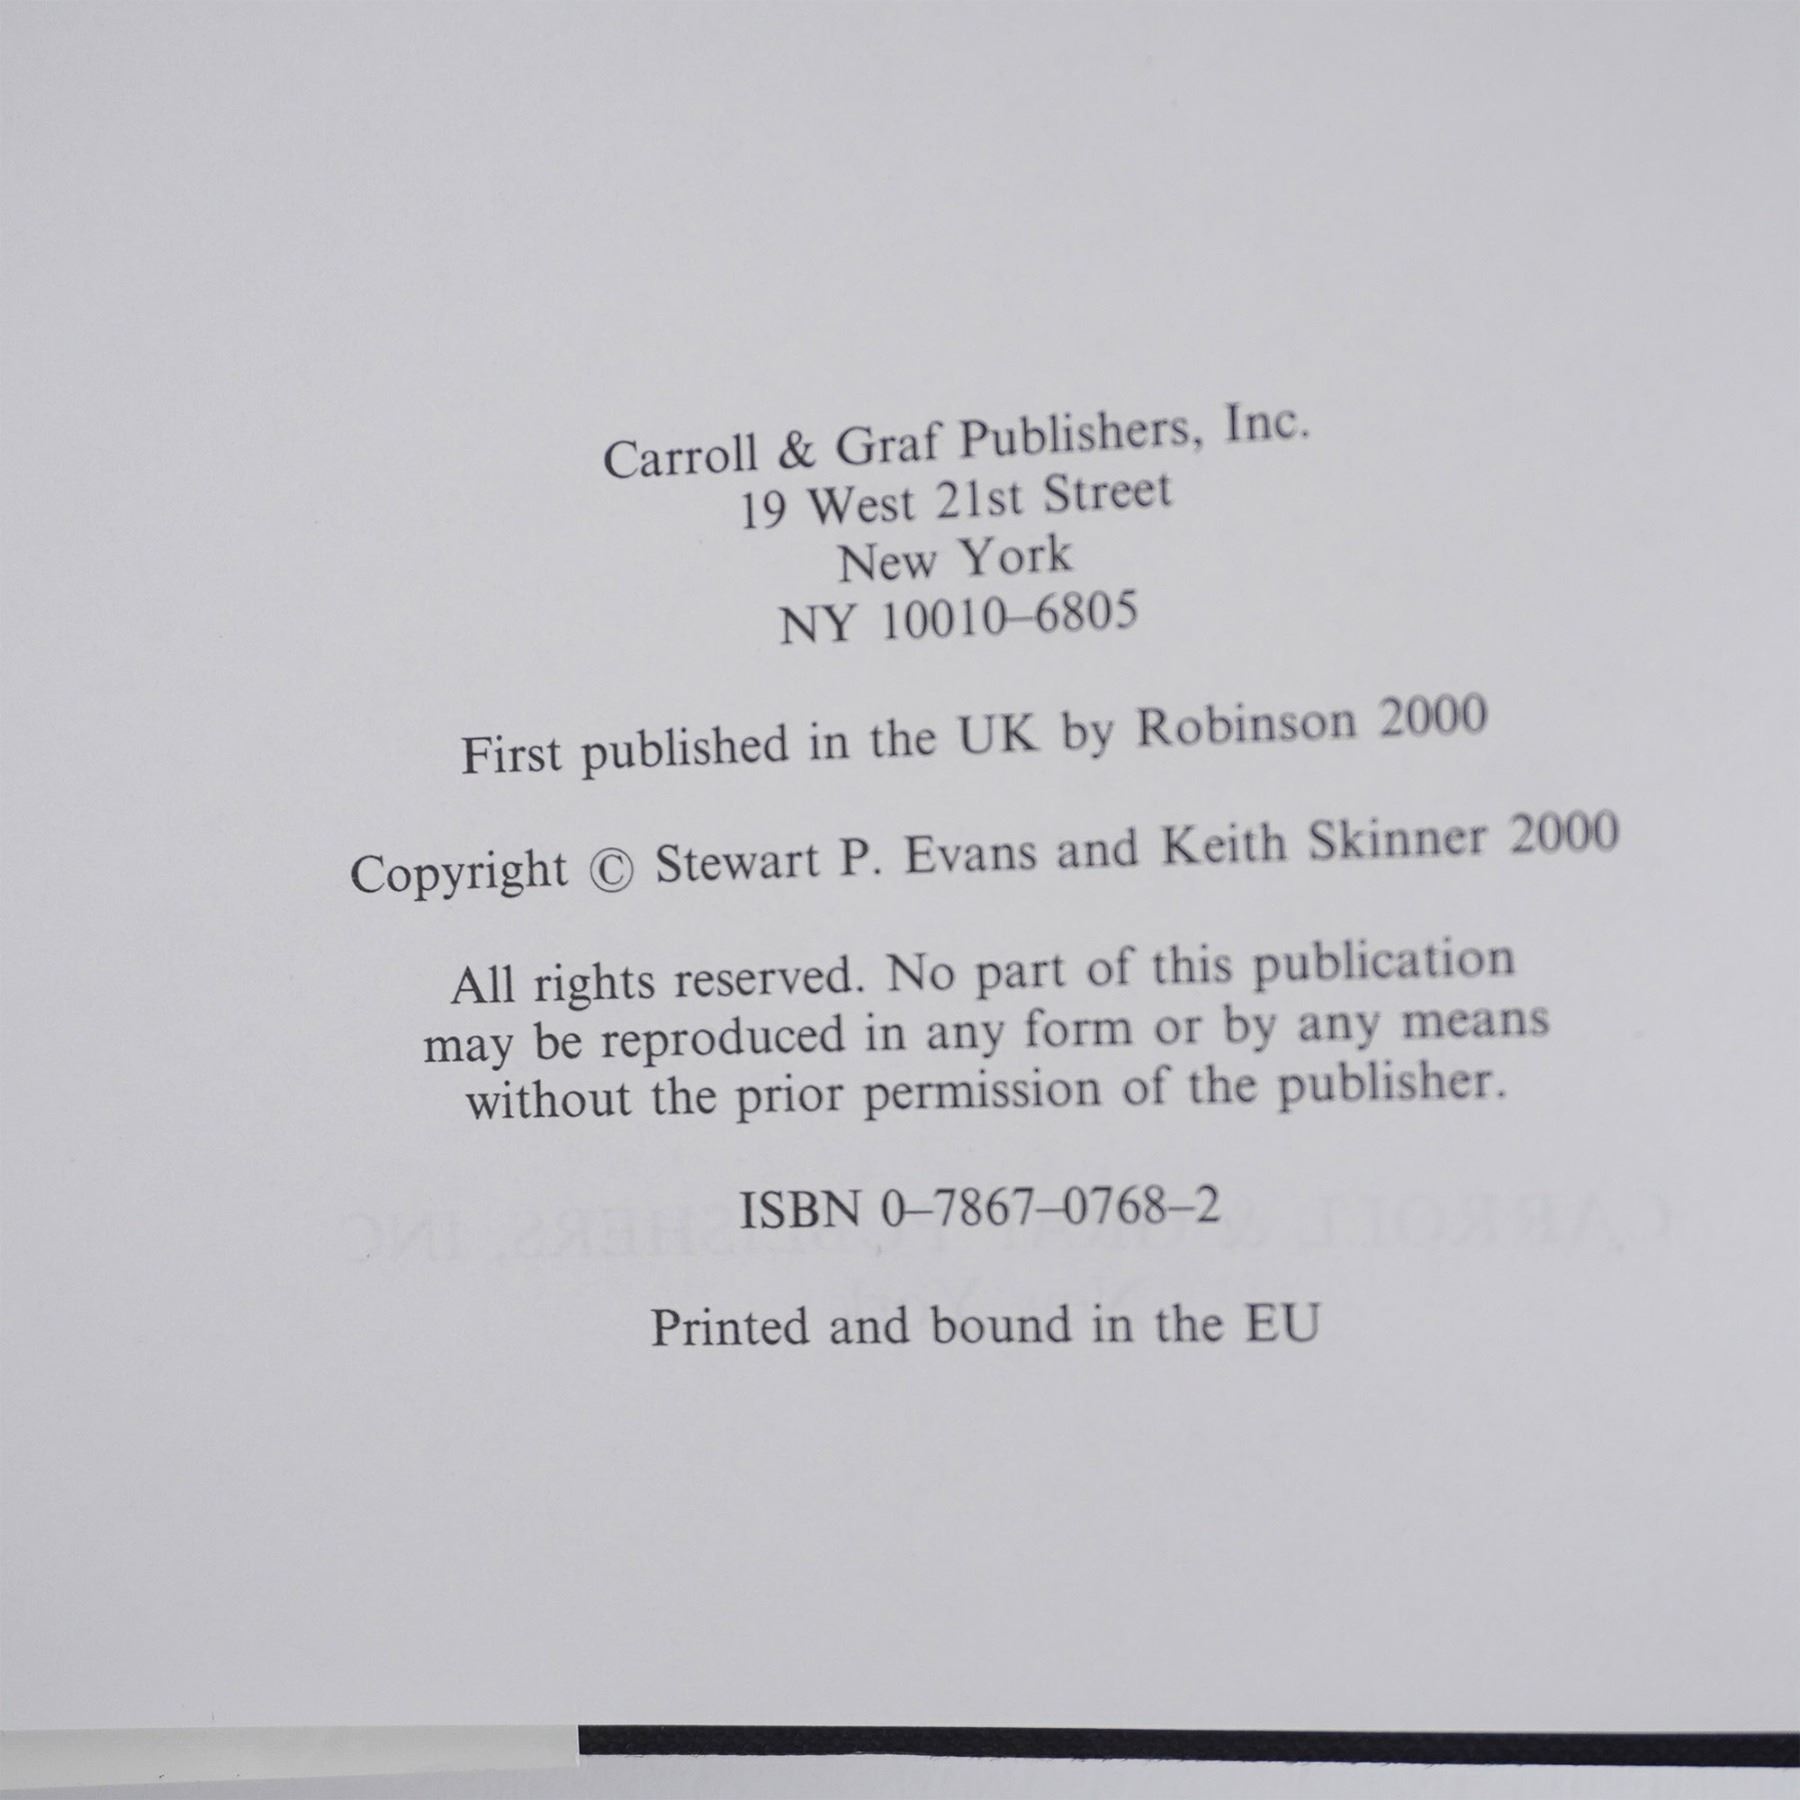 Carroll & Graf Publishers, Inc.
19 West 21st Street
New York
NY 10010–6805
First published in the UK by Robinson 2000
Copyright © Stewart P. Evans and Keith Skinner 2000
All rights reserved. No part of this publication
may be reproduced in any form or by any means
without the prior permission of the publisher.
ISBN 0–7867–0768–2
Printed and bound in the EU